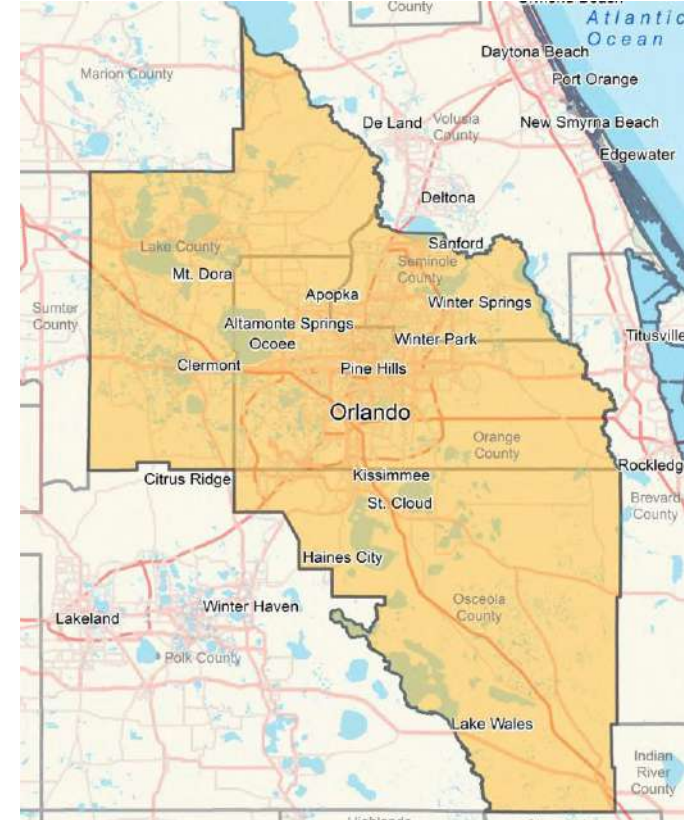 County
Atlantic
Ocean
Daytona Beach
Marion County
Port Orange
De Land
Volusia
County
New Smyrna Beach
Edgewater
Deltona
Lake County
Sanford
Seminole
County
Mt. Dora
Apopka
Winter Springs
Sumter
County
Altamonte Springs
Ocoee
Winter Park
Titusville
Clermont
Pine Hills
Orlando
Orange
County
Citrus Ridge
Kissimmee
Rockledg
St. Cloud
Brevard
County
Haines City
Osceola
County
Lakeland
Winter Haven
Polk County
Lake Wales
Indian
River
County